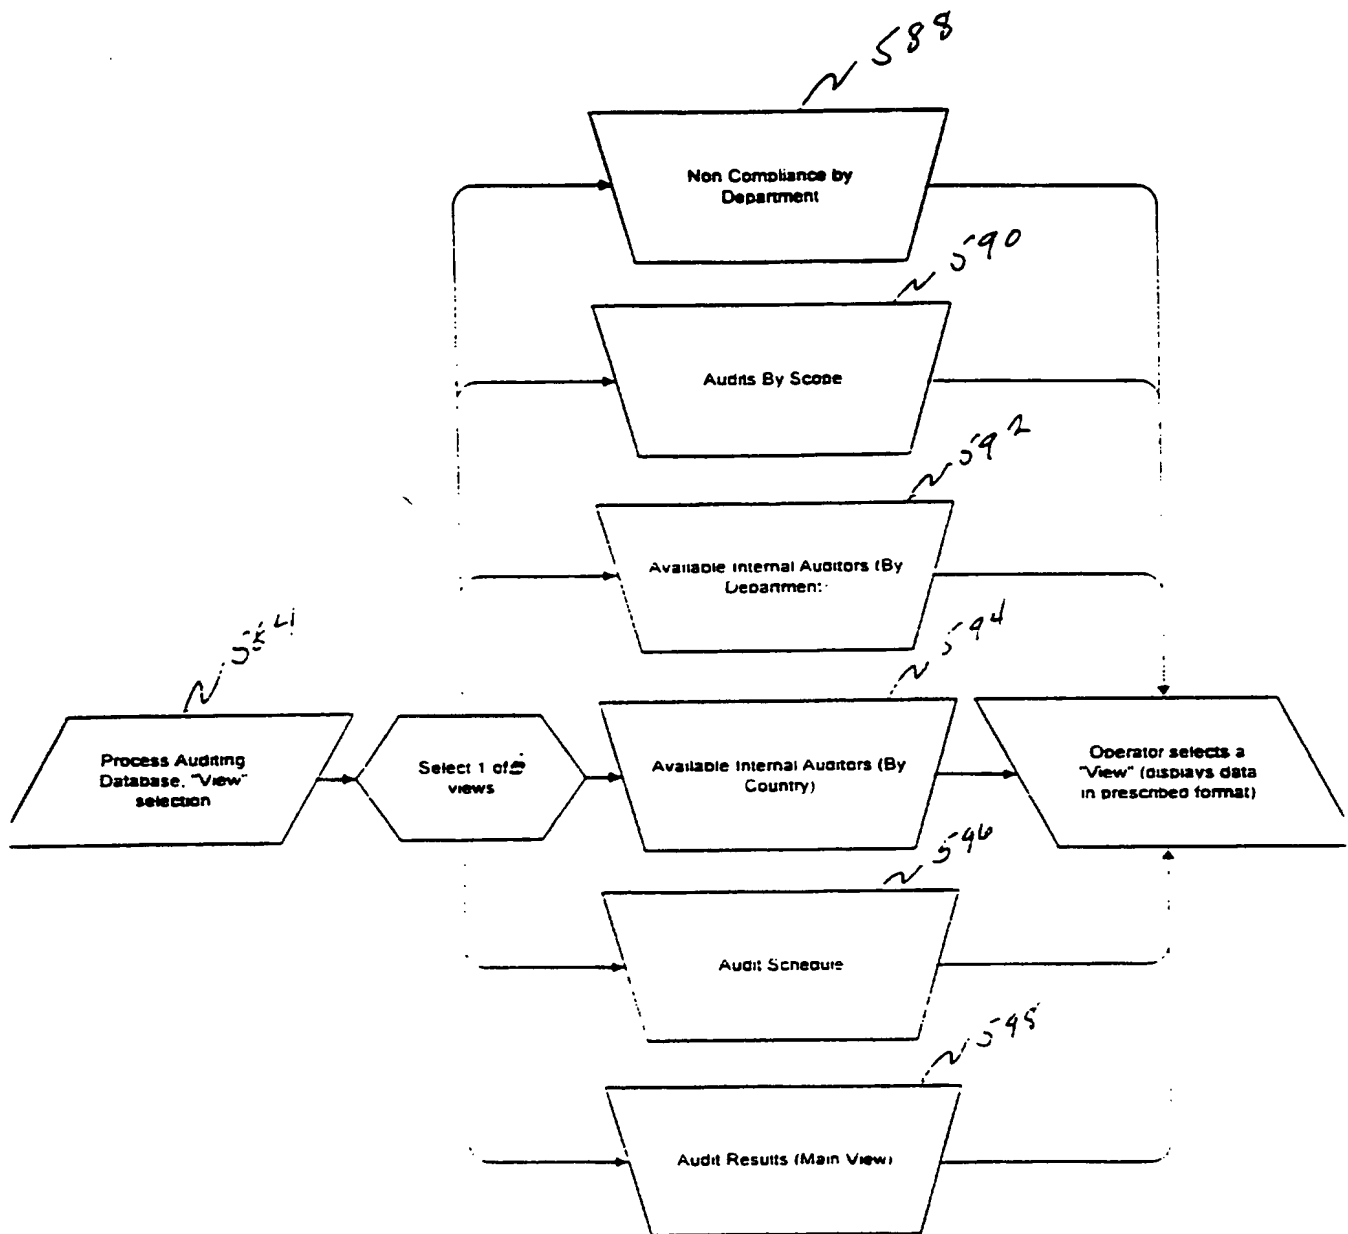 588
Non Compliance by
Department
590
Audits By Scope
592
Available Internal Auditors (By
Department
594
Process Auditing
Database, "View"
selection
Select 1 of
views
Available Internal Auditors (By
Country)
Operator selects a
"View" (displays data
in prescribed format)
596
Audit Schedule
598
Audit Results (Main View)